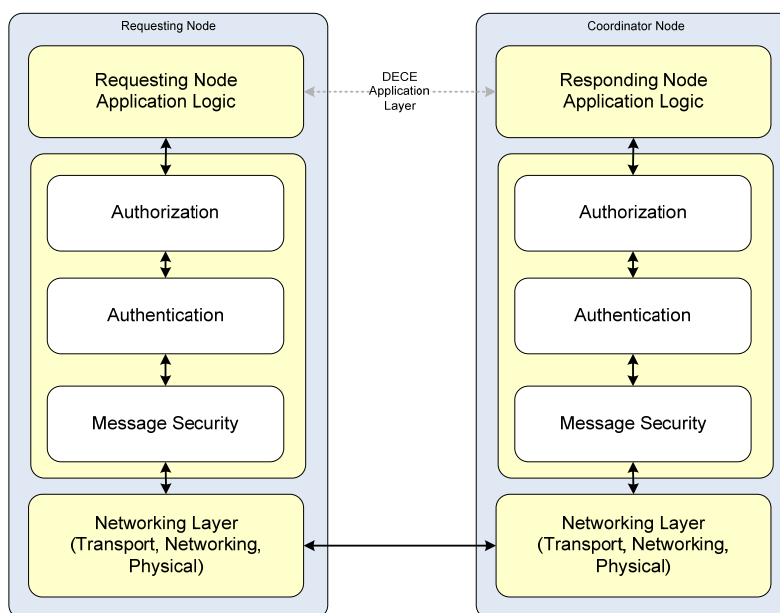 Requesting Node
Requesting Node
Application Logic
Authorization
Authentication
Message Security
Networking Layer
(Transport, Networking,
Physical)
DECE
Application
Layer
Coordinator Node
Responding Node
Application Logic
Authorization
Authentication
Message Security
Networking Layer
(Transport, Networking,
Physical)